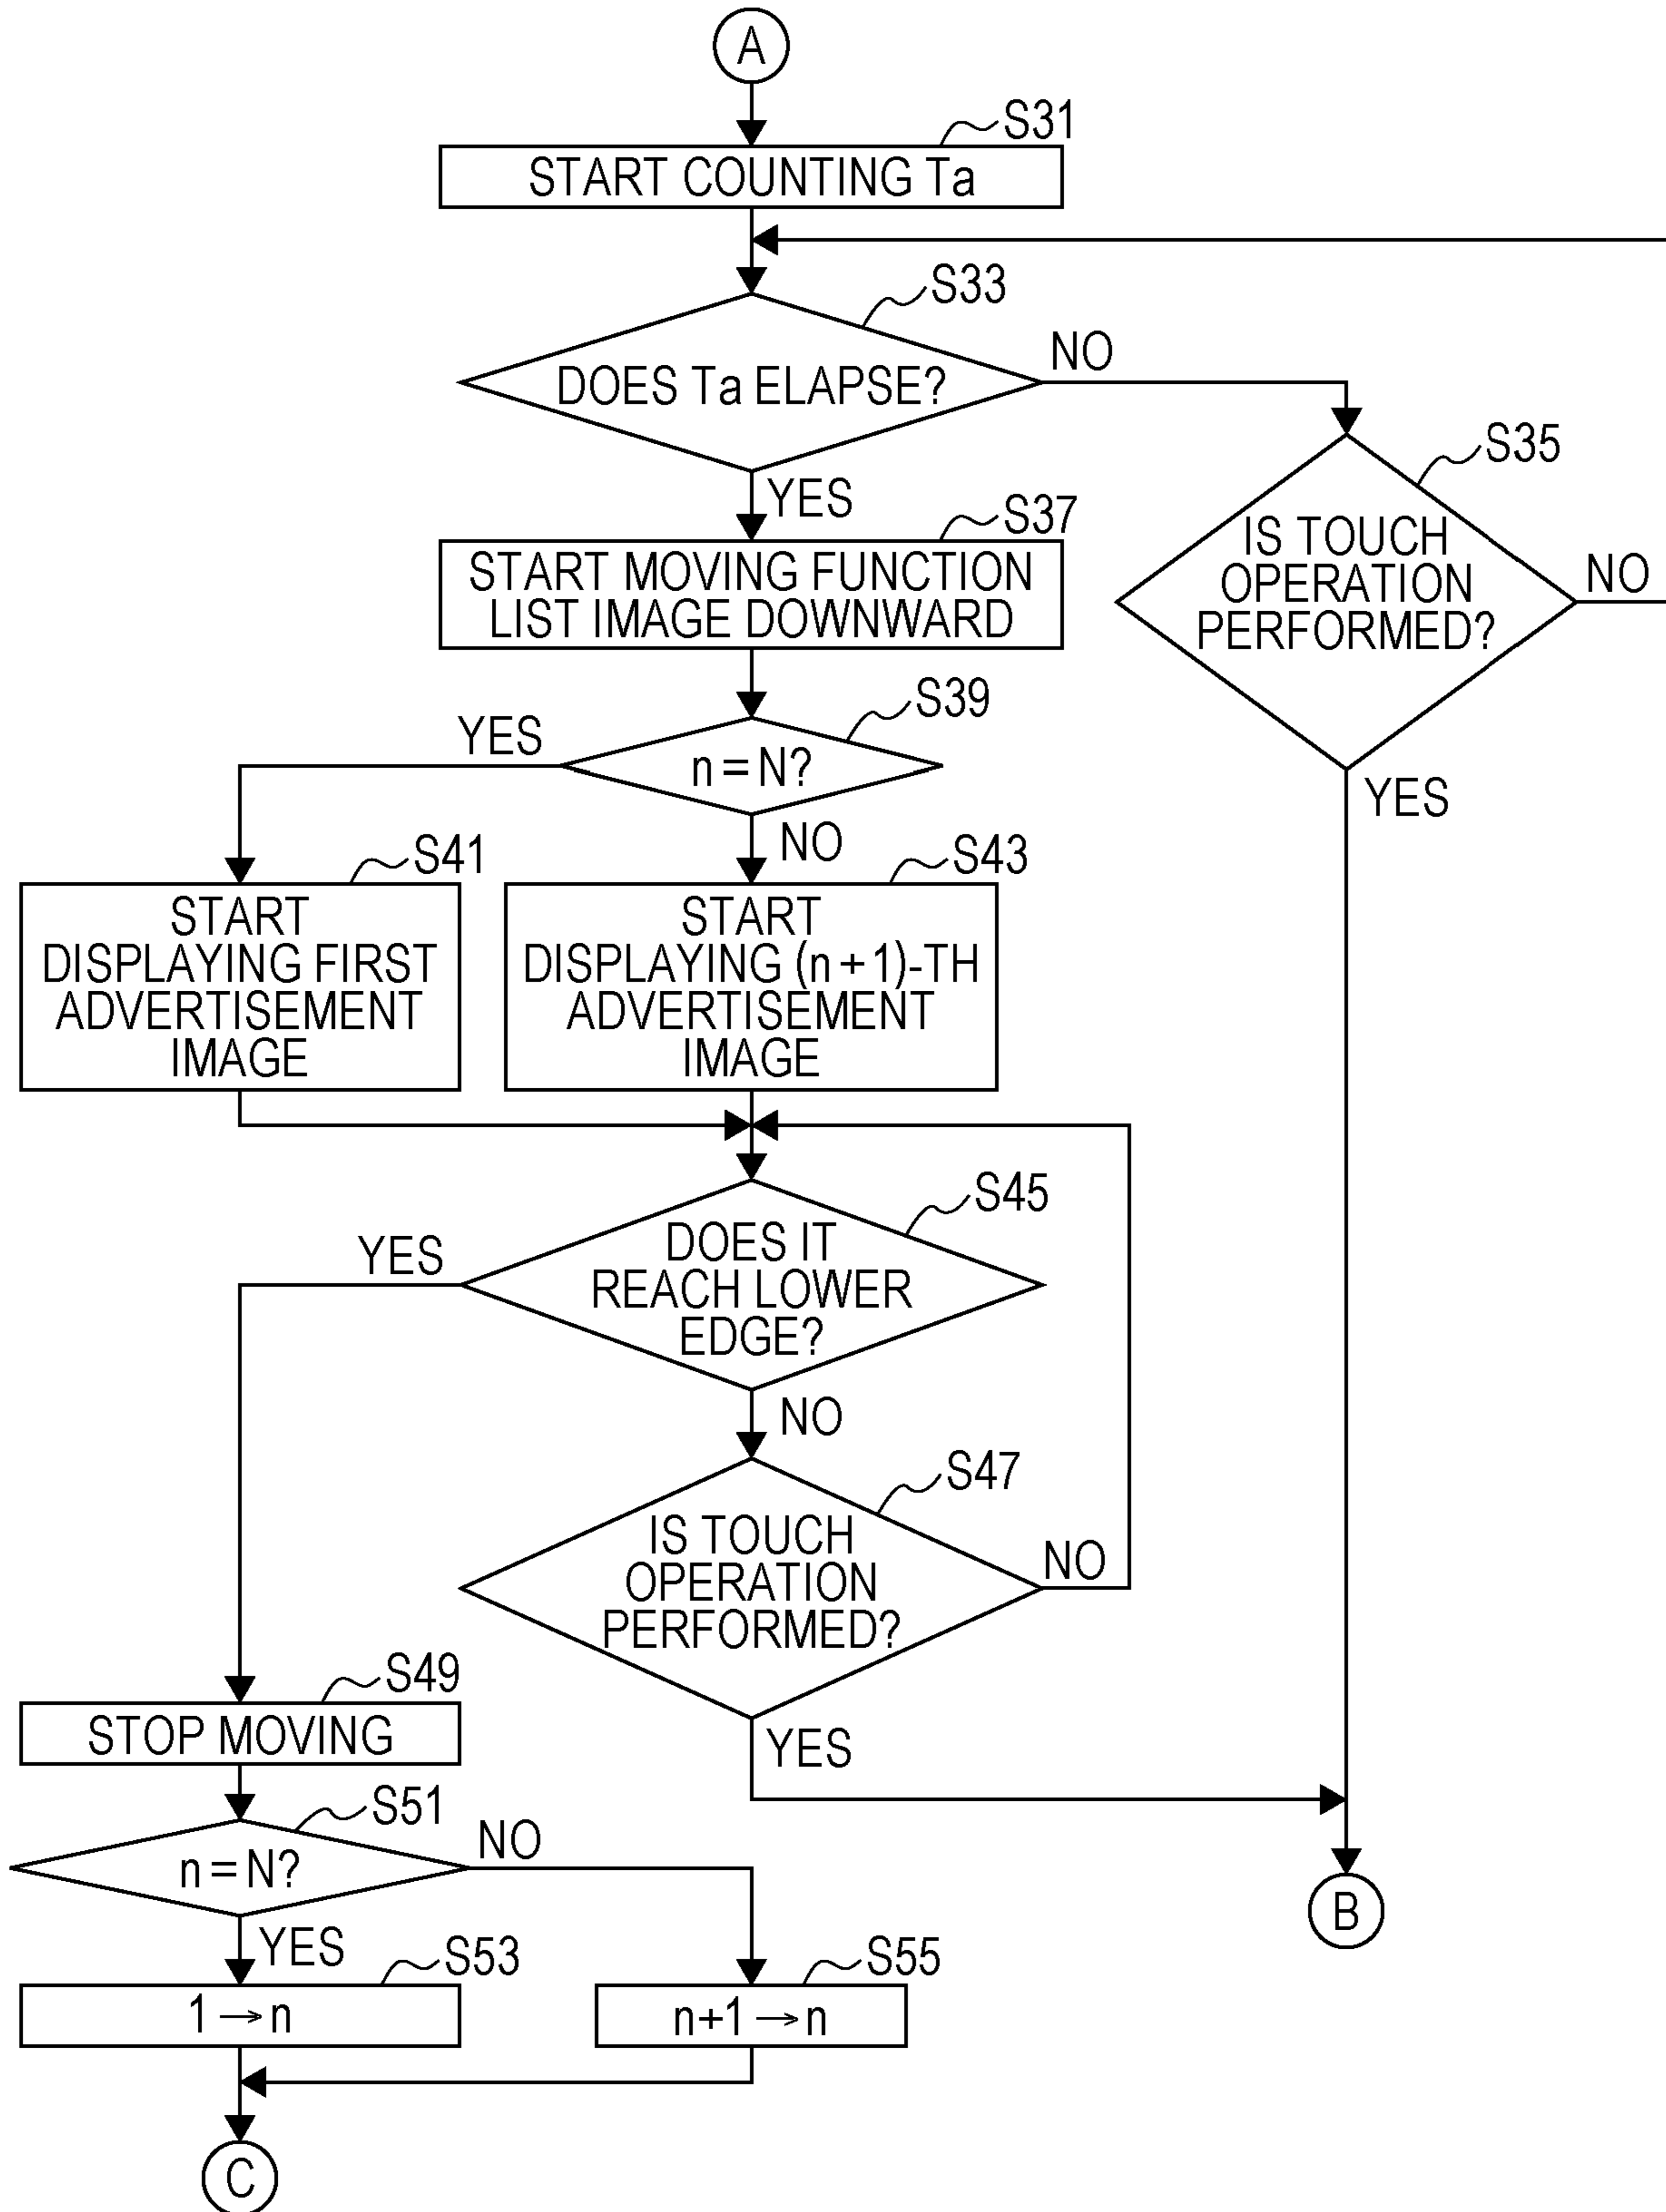 A
S31
START COUNTING Ta
S33
DOES Ta ELAPSE?
NO
YES
S35
IS TOUCH
OPERATION
PERFORMED?
NO
YES
S37
START MOVING FUNCTION
LIST IMAGE DOWNWARD
S39
n = N?
YES
NO
S41
START
DISPLAYING FIRST
ADVERTISEMENT
IMAGE
S43
START
DISPLAYING (n + 1)-TH
ADVERTISEMENT
IMAGE
S45
DOES IT
REACH LOWER
EDGE?
YES
NO
S47
IS TOUCH
OPERATION
PERFORMED?
NO
YES
S49
STOP MOVING
S51
n = N?
NO
YES
B
S53
1 → n
S55
n+1 → n
C